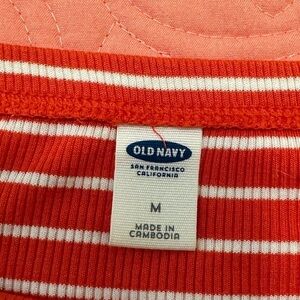 OLD NAVY
SAN FRANCISCO
CALIFORNIA
M
MADE IN
CAMBODIA